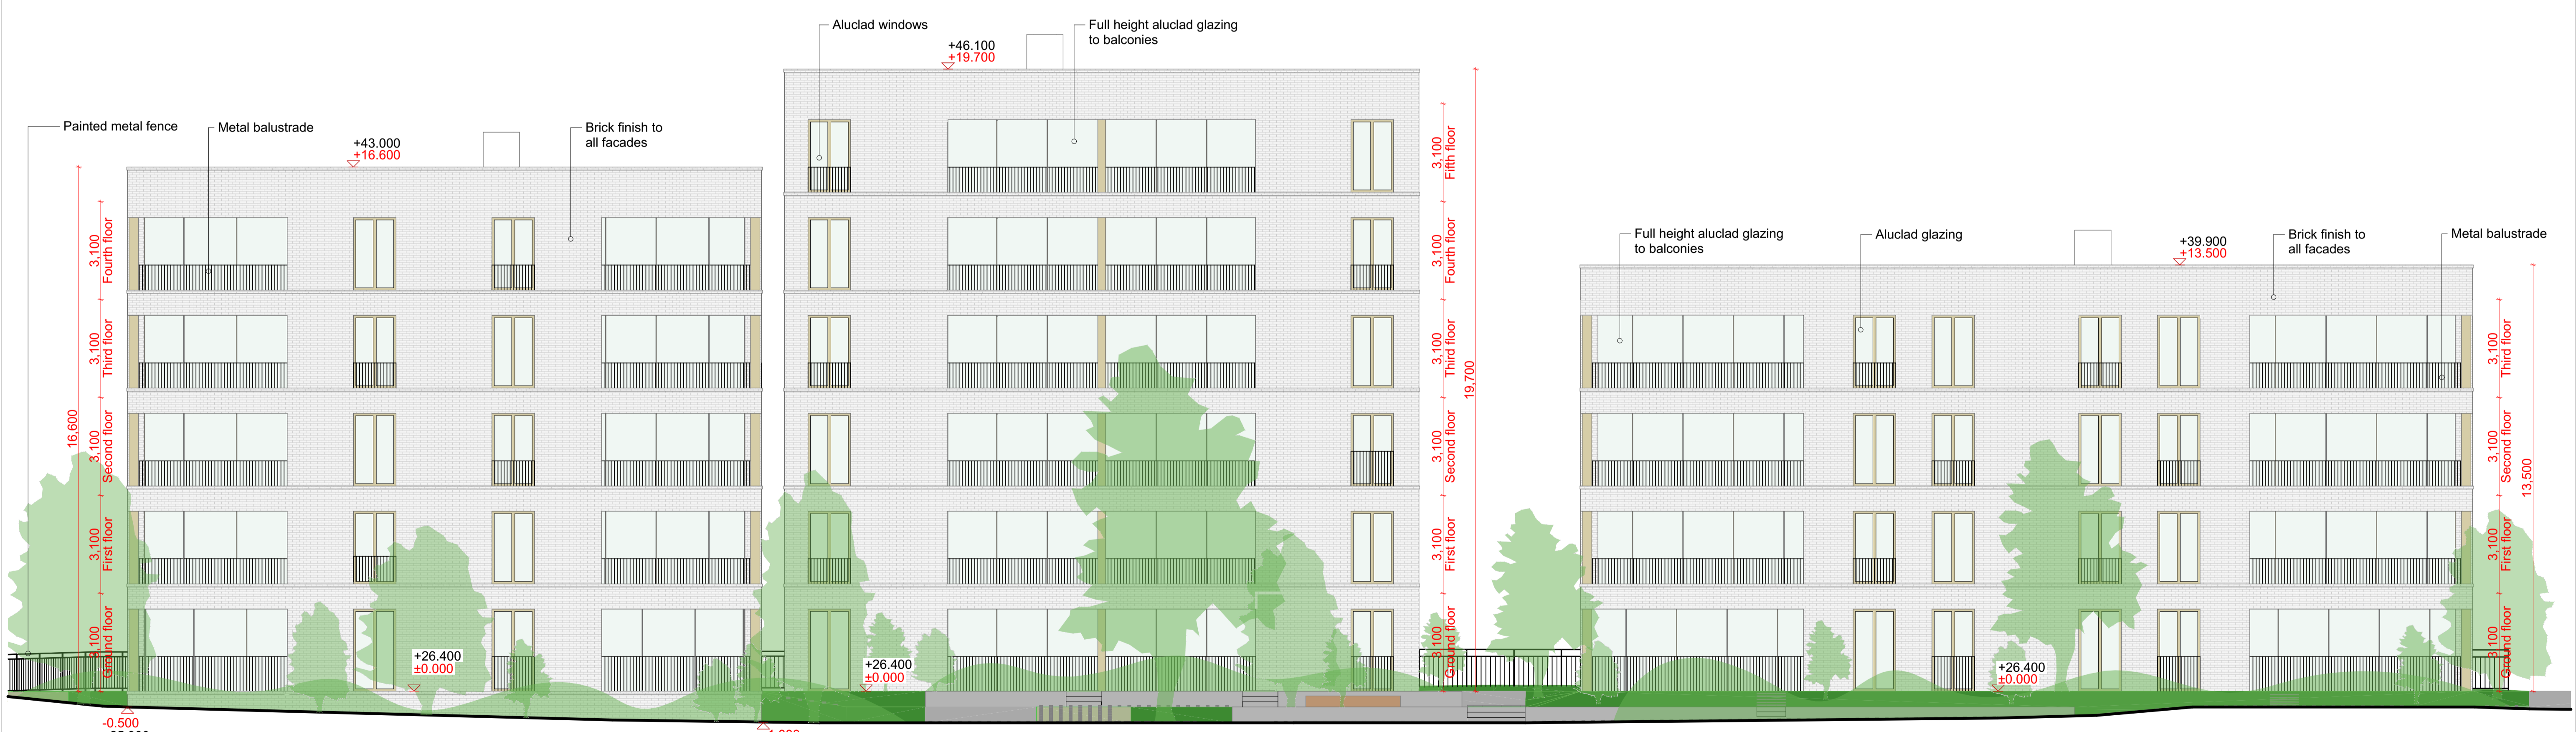 Aluclad windows
Full height aluclad glazing
to balconies
+46.100
+19.700
Painted metal fence
Metal balustrade
+43.000
+16.600
Brick finish to
all facades
Full height aluclad glazing
to balconies
Aluclad glazing
+39.900
+13.500
Brick finish to
all facades
Metal balustrade
16,600
3,100
Fourth floor
3,100
Third floor
3,100
Second floor
3,100
First floor
3,100
Ground floor
3,100
Fifth floor
3,100
Fourth floor
3,100
Third floor
3,100
Second floor
3,100
First floor
3,100
Ground floor
19,700
3,100
Third floor
3,100
Second floor
3,100
First floor
3,100
Ground floor
13,500
+26.400
±0.000
+26.400
±0.000
+26.400
±0.000
-0.500